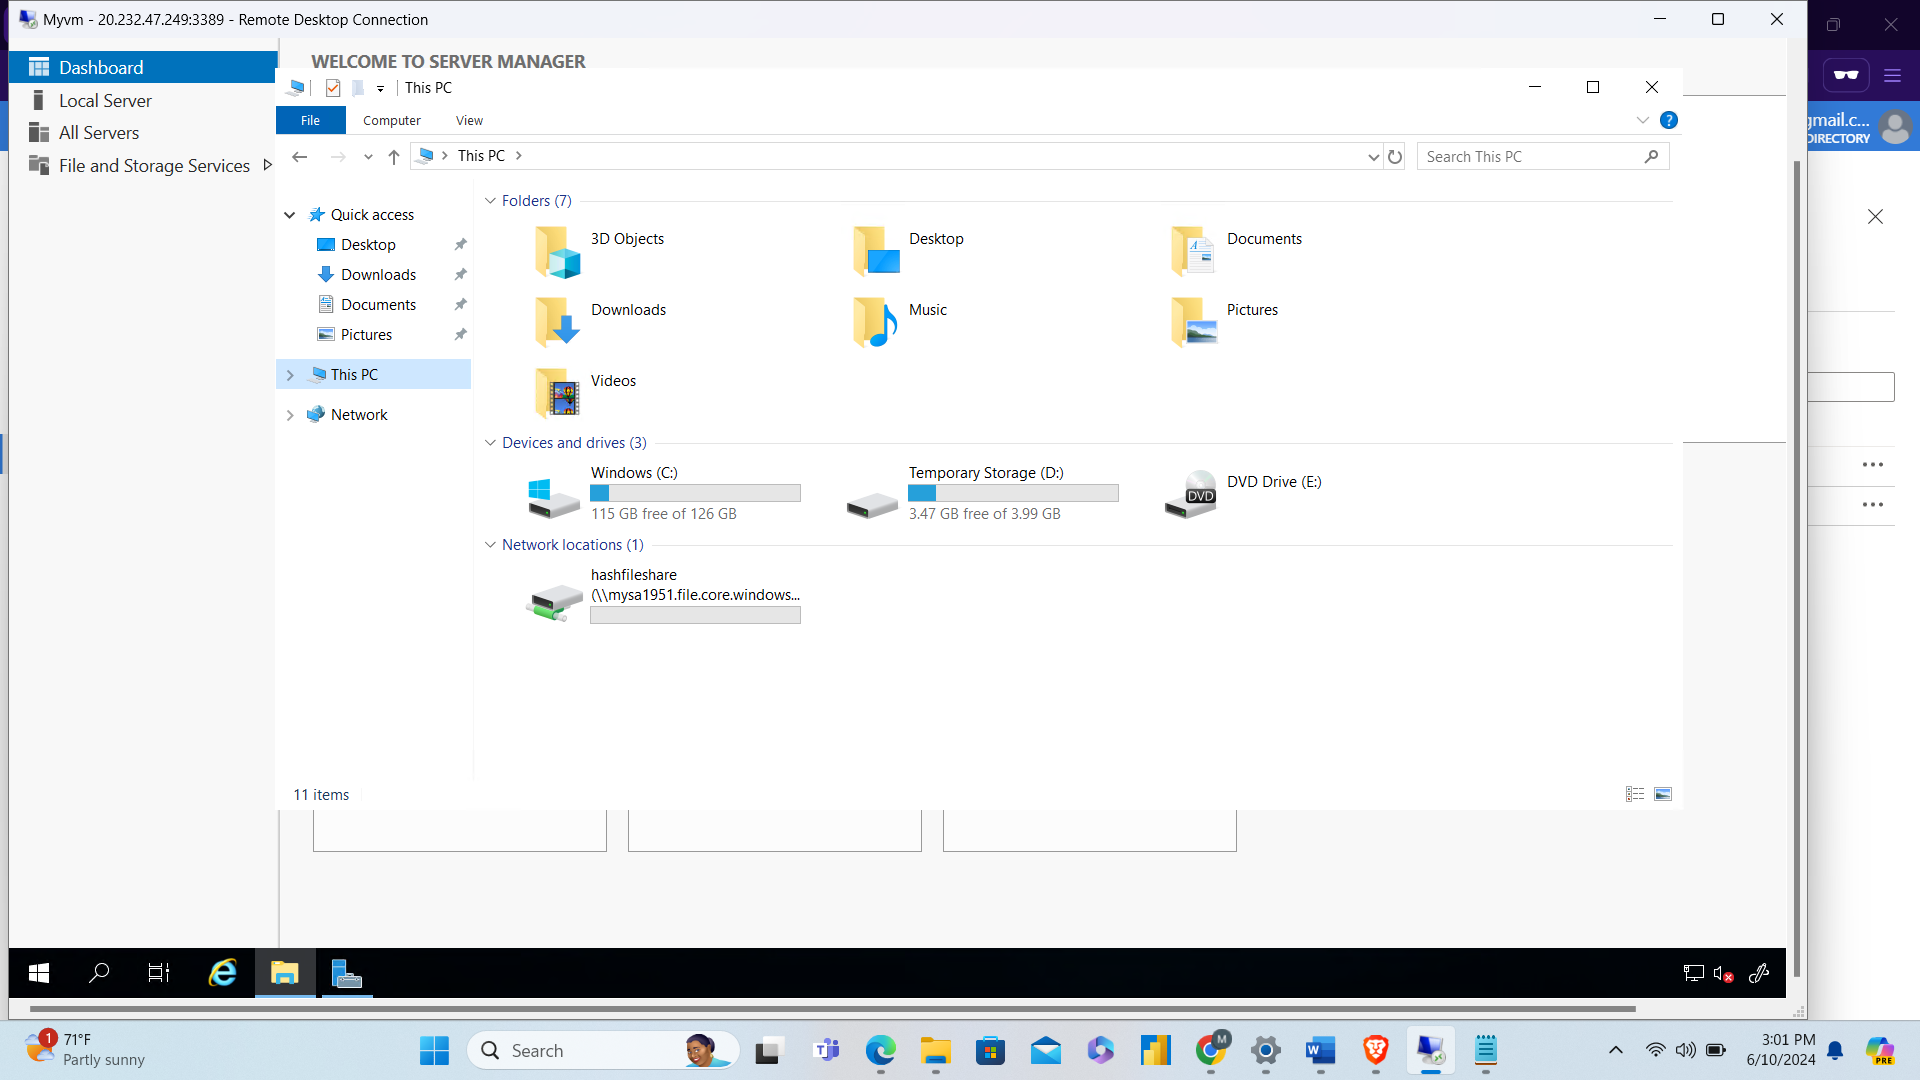 Myvm - 20.232.47.249:3389 - Remote Desktop Connection
Dashboard
Local Server
All Servers
File and Storage Services
WELCOME TO SERVER MANAGER
This PC
File
Computer
View
This PC
Search This PC
Quick access
Desktop
Downloads
Documents
Pictures
This PC
Network
Folders (7)
3D Objects
Desktop
Documents
Downloads
Music
Pictures
Videos
Devices and drives (3)
Windows (C:)
115 GB free of 126 GB
Temporary Storage (D:)
3.47 GB free of 3.99 GB
DVD
DVD Drive (E:)
Network locations (1)
hashfileshare
(\\mysa1951.file.core.windows...
11 items
gmail.c...
DIRECTORY
1
71°F
Partly sunny
Search
M
3:01 PM
6/10/2024
PRE